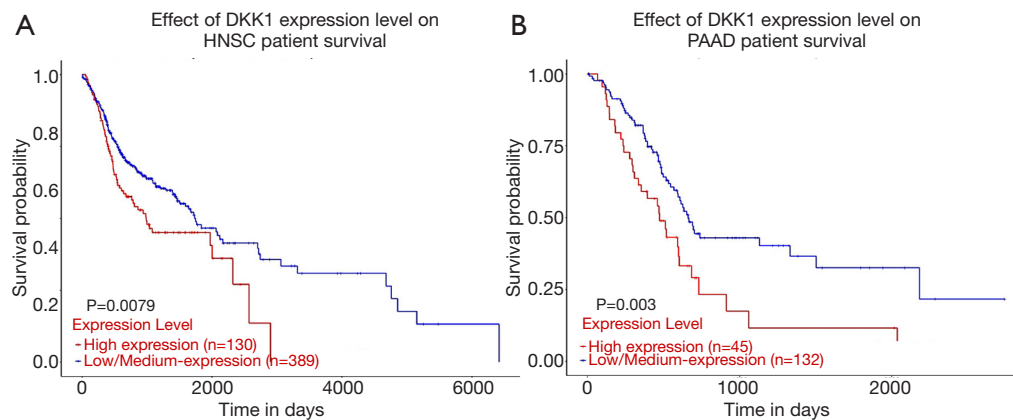 A
Effect of DKK1 expression level on
HNSC patient survival
Survival probability
1.0
0.8
0.6
0.4
0.2
0.0
P=0.0079
Expression Level
High expression (n=130)
Low/Medium-expression (n=389)
0
2000
4000
6000
Time in days
B
Effect of DKK1 expression level on
PAAD patient survival
Survival probability
1.00
0.75
0.50
0.25
0.00
P=0.003
Expression Level
High expression (n=45)
Low/Medium-expression (n=132)
0
1000
2000
Time in days